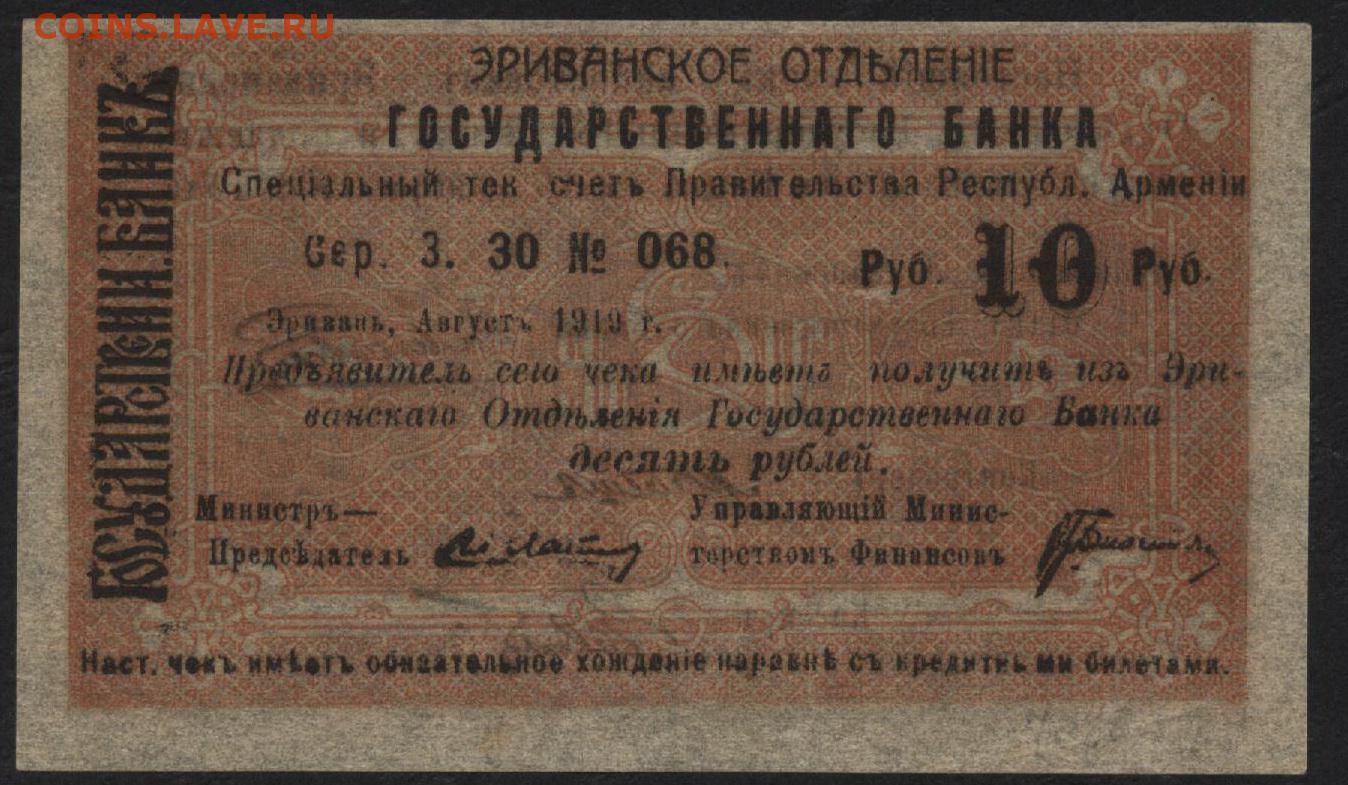 COINS.LAVE.RU
ЭРИВАНСКОЕ ОТДѢЛЕНІЕ
ГОСУДАРСТВЕННАГО БАНКА
Спеціальный тек счетъ Правительства Республ. Арменіи
Сер. З. 30 № 068.
Руб. 10 Руб.
Эривань, Августъ 1919 г.
Предъявитель сего чека имѣетъ получить изъ Эри-
ванскаго Отдѣленія Государственнаго Банка
десять рублей.
Министръ—
Предсѣдатель
Управляющій Минис-
терствомъ Финансовъ
Наст. чекъ имѣетъ обязательное хожденіе наравнѣ съ кредитными билетами.
ГОСУДАРСТВЕНН. БАНКЪ